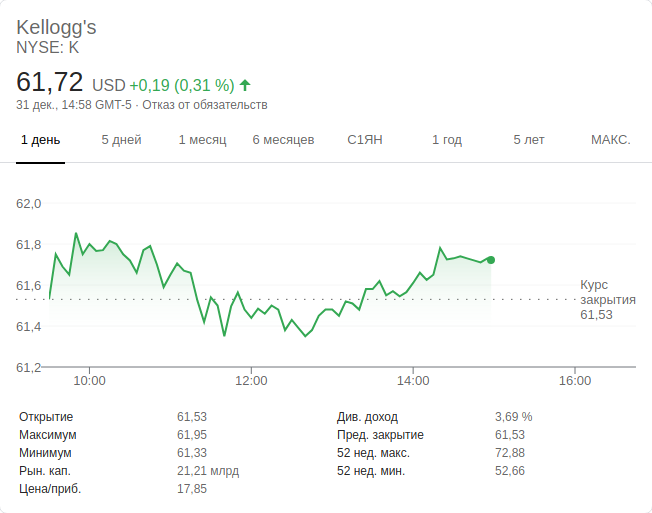 Kellogg's
NYSE: K
61,72 USD +0,19 (0,31 %)
31 дек., 14:58 GMT-5 · Отказ от обязательств
1 день 5 дней 1 месяц 6 месяцев С1ЯН 1 год 5 лет МАКС.
62,0
61,8
61,6
61,4
61,2
Курс
закрытия
61,53
10:00 12:00 14:00 16:00
Открытие 61,53 Див. доход 3,69 %
Максимум 61,95 Пред. закрытие 61,53
Минимум 61,33 52 нед. макс. 72,88
Рын. кап. 21,21 млрд 52 нед. мин. 52,66
Цена/приб. 17,85